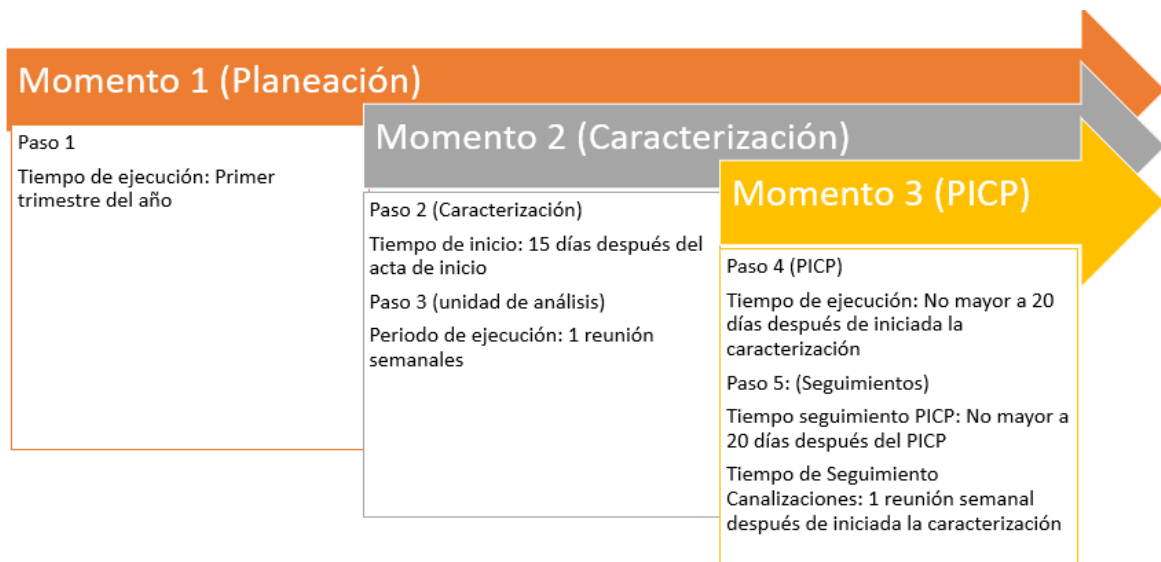 Momento 1 (Planeación)
Paso 1
Tiempo de ejecución: Primer
trimestre del año
Momento 2 (Caracterización)
Paso 2 (Caracterización)
Tiempo de inicio: 15 días después del
acta de inicio
Paso 3 (unidad de análisis)
Periodo de ejecución: 1 reunión
semanales
Momento 3 (PICP)
Paso 4 (PICP)
Tiempo de ejecución: No mayor a 20
días después de iniciada la
caracterización
Paso 5: (Seguimientos)
Tiempo seguimiento PICP: No mayor a
20 días después del PICP
Tiempo de Seguimiento
Canalizaciones: 1 reunión semanal
después de iniciada la caracterización